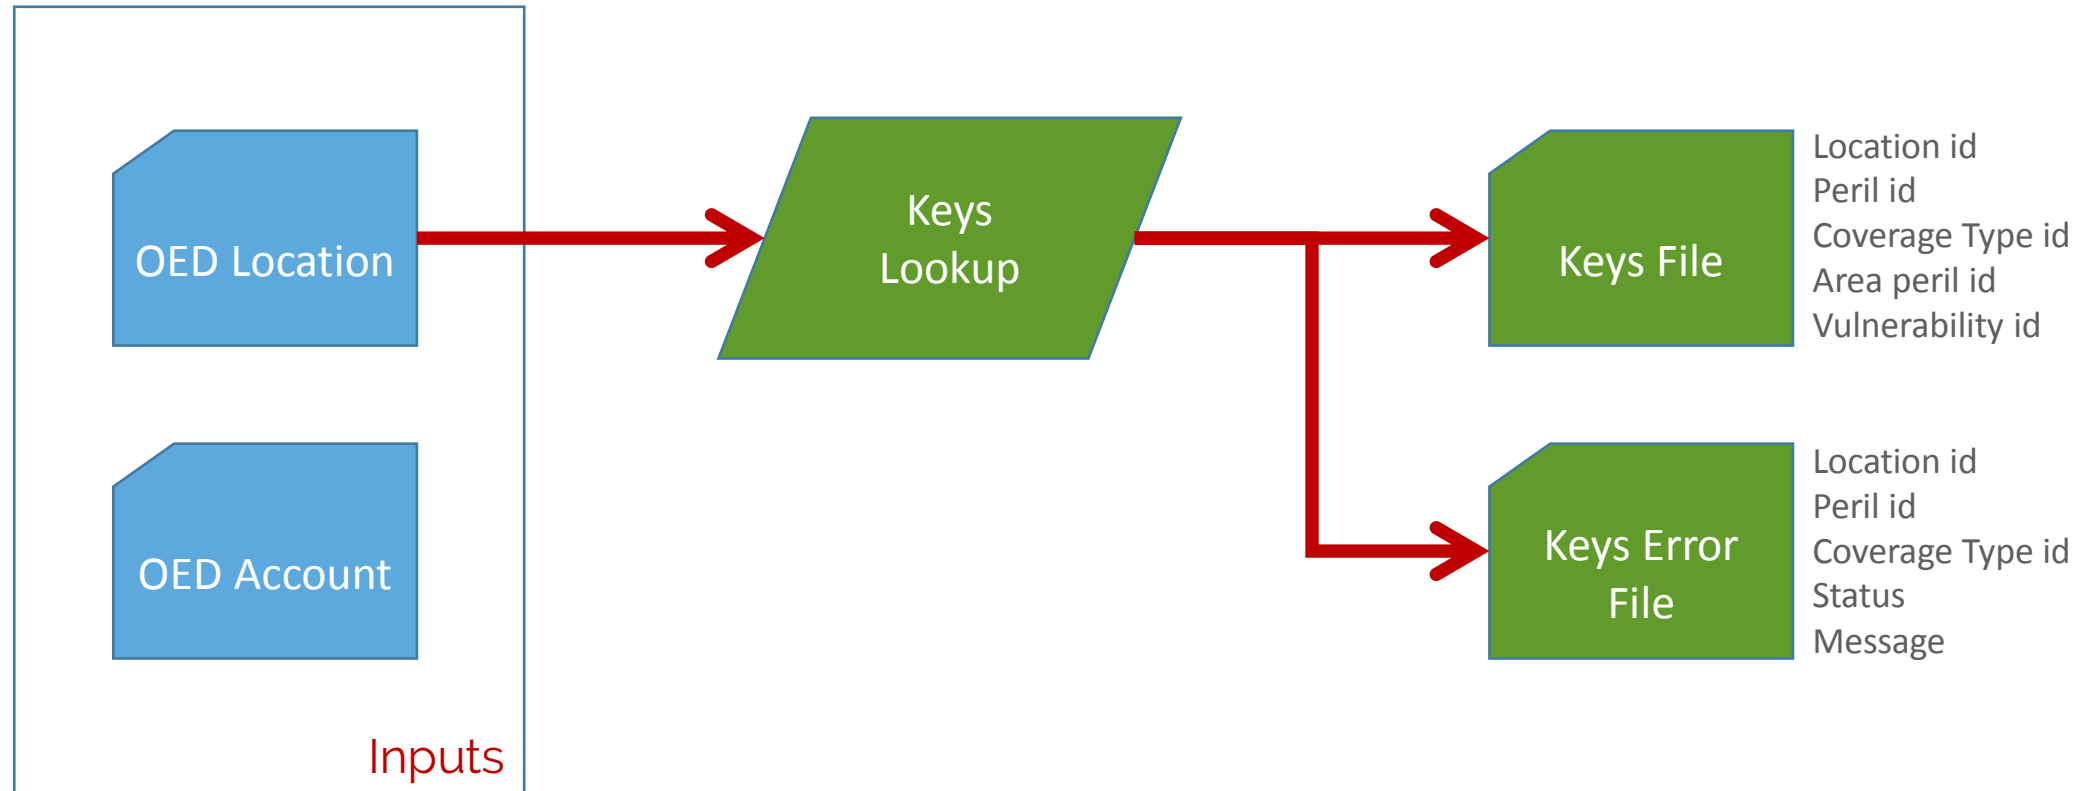 OED Location
OED Account
Inputs
Keys
Lookup
Keys File
Location id
Peril id
Coverage Type id
Area peril id
Vulnerability id
Keys Error
File
Location id
Peril id
Coverage Type id
Status
Message